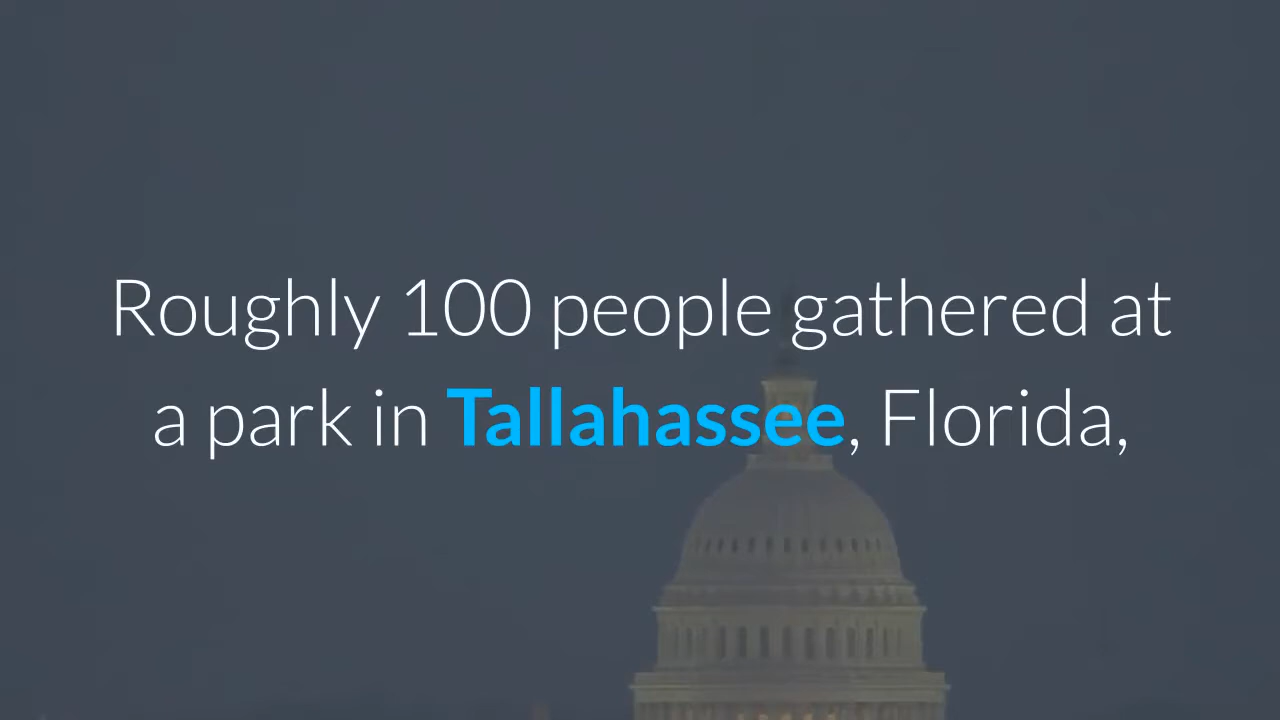 Roughly 100 people gathered at
a park in Tallahassee, Florida,